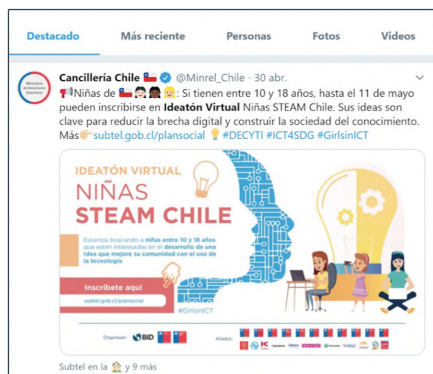 Destacado Más reciente Personas Fotos Videos
Cancillería Chile @Minrel_Chile · 30 abr.
Niñas de : Si tienen entre 10 y 18 años, hasta el 11 de mayo
pueden inscribirse en Ideatón Virtual Niñas STEAM Chile. Sus ideas son
clave para reducir la brecha digital y construir la sociedad del conocimiento.
Más subtel.gob.cl/plansocial #DECYTI #ICT4SDG #GirlsinICT
IDEATÓN VIRTUAL
NIÑAS
STEAM CHILE
Estamos buscando a niñas entre 10 y 18 años
que estén interesadas en el desarrollo de una
idea que mejore su comunidad con el uso de
la tecnología
Inscríbete aquí
subtel.gob.cl/plansocial
#GirlsinICT
Organizan: BID
Aliados:
Subtel en la y 9 más